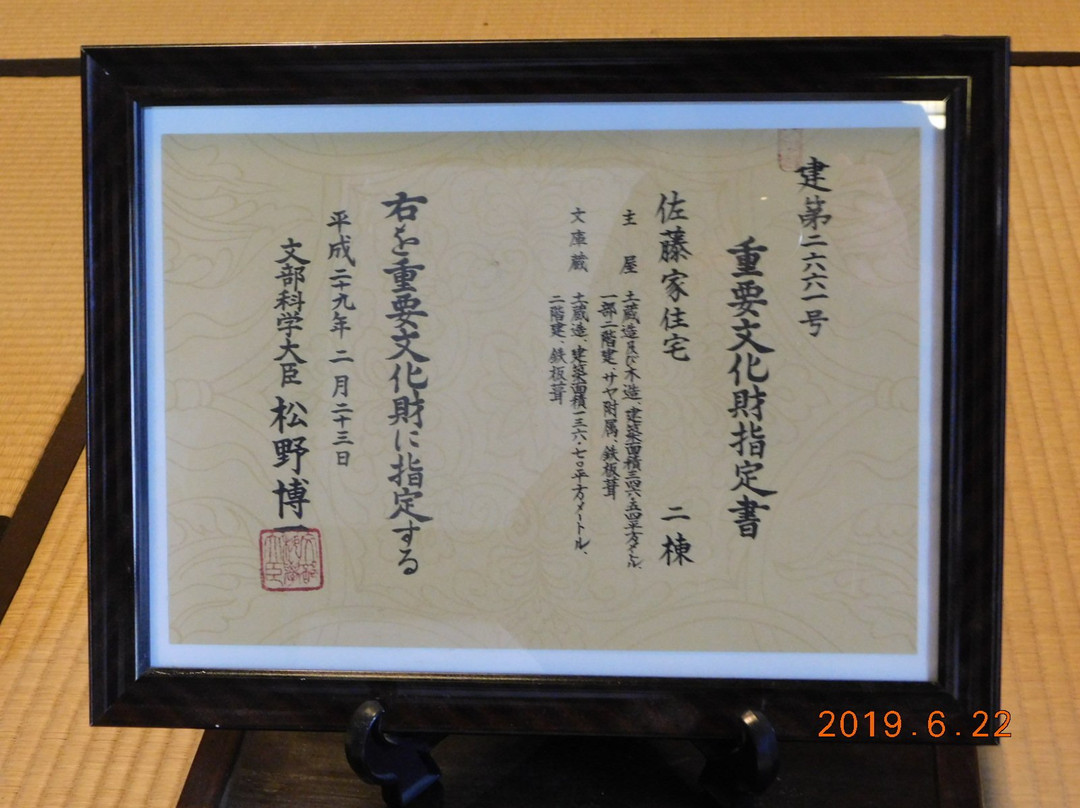 建第二六六一号
重要文化財指定書
佐藤家住宅 二棟
主屋 土蔵造及び木造、建築面積三四六・五四平方メートル、
一部二階建、サヤ附属、鉄板葺
文庫蔵 土蔵造、建築面積一三六・七〇平方メートル、
二階建、鉄板葺
右を重要文化財に指定する
平成二十九年二月二十三日
文部科学大臣 松野博一
2019.6.22